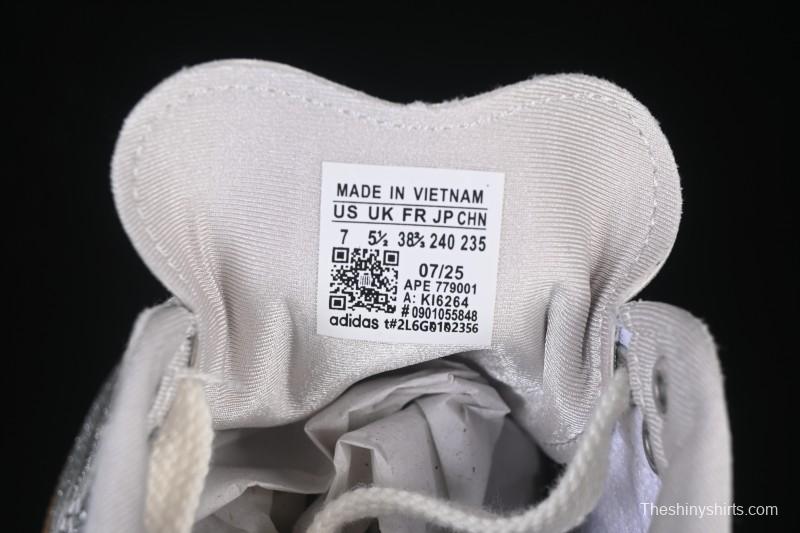 MADE IN VIETNAM
US UK FR JP CHN
7 5½ 38⅔ 240 235
07/25
APE 779001
A: KI6264
# 0901055848
adidas t#2L6G0102356
Theshinyshirts.com